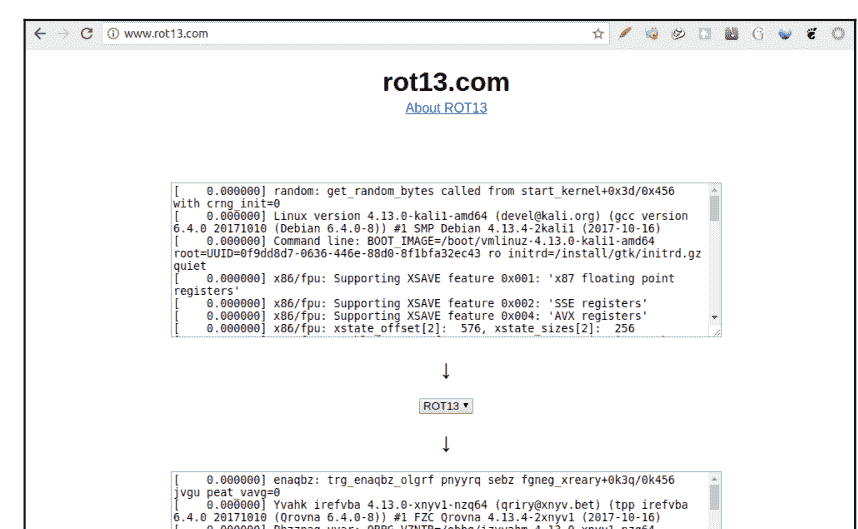 www.rot13.com
rot13.com
About ROT13
[    0.000000] random: get_random_bytes called from start_kernel+0x3d/0x456
with crng_init=0
[    0.000000] Linux version 4.13.0-kali1-amd64 (devel@kali.org) (gcc version
6.4.0 20171010 (Debian 6.4.0-8)) #1 SMP Debian 4.13.4-2kali1 (2017-10-16)
[    0.000000] Command line: BOOT_IMAGE=/boot/vmlinuz-4.13.0-kali1-amd64
root=UUID=0f9dd8d7-0636-446e-88d0-8f1bfa32ec43 ro initrd=/install/gtk/initrd.gz
quiet
[    0.000000] x86/fpu: Supporting XSAVE feature 0x001: 'x87 floating point
registers'
[    0.000000] x86/fpu: Supporting XSAVE feature 0x002: 'SSE registers'
[    0.000000] x86/fpu: Supporting XSAVE feature 0x004: 'AVX registers'
[    0.000000] x86/fpu: xstate_offset[2]:  576, xstate_sizes[2]:  256
↓
ROT13 ▾
↓
[    0.000000] enaqbz: trg_enaqbz_olgrf pnyyrq sebz fgneg_xreary+0k3q/0k456
jvgu peat_vavg=0
[    0.000000] Yvahk irefvba 4.13.0-xnyv1-nzq64 (qriry@xnyv.bet) (tpp irefvba
6.4.0 20171010 (Qrovna 6.4.0-8)) #1 FZC Qrovna 4.13.4-2xnyv1 (2017-10-16)